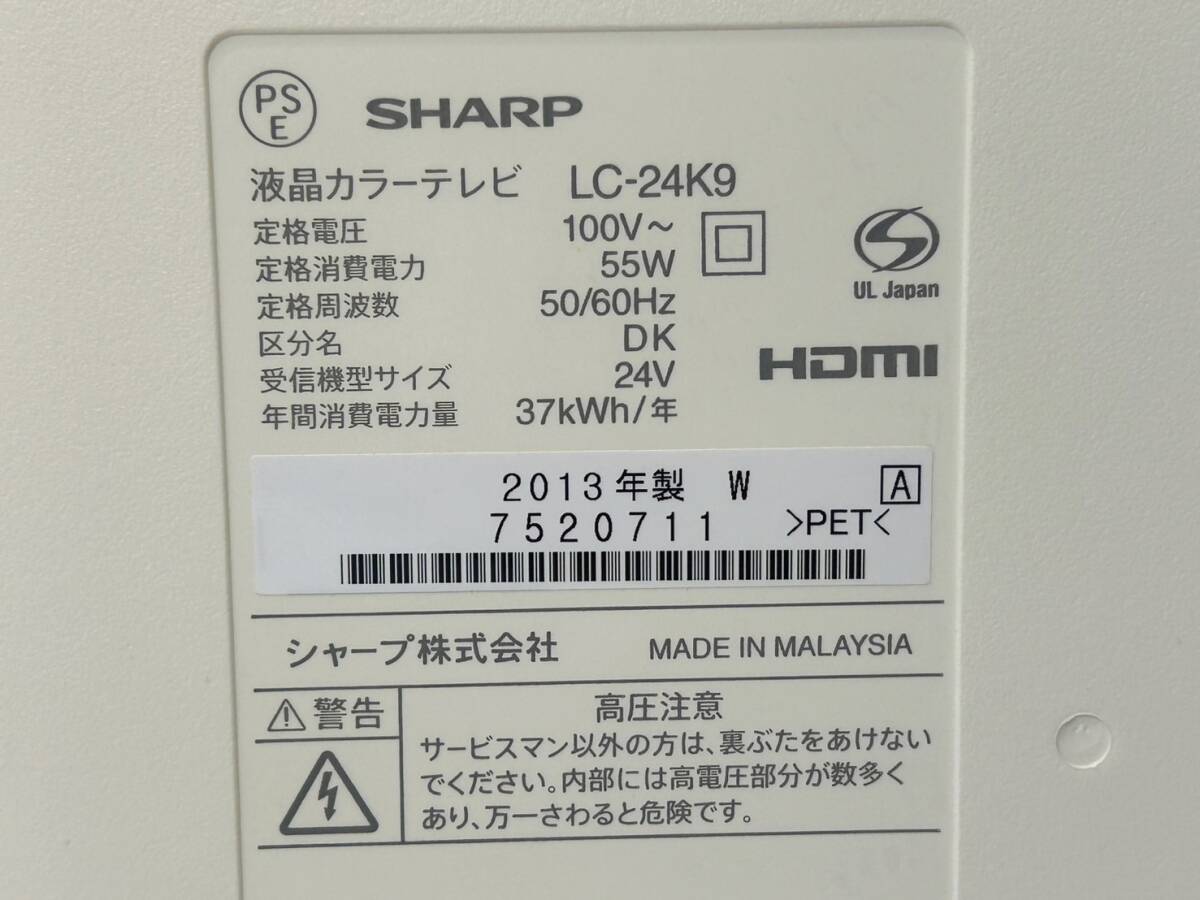 PSE
SHARP
液晶カラーテレビ LC-24K9
定格電圧 100V～
定格消費電力 55W
定格周波数 50/60Hz
区分名 DK
受信機型サイズ 24V
年間消費電力量 37kWh/年
S
UL Japan
HDMI
2013年製 W A
7520711 >PET<
シャープ株式会社 MADE IN MALAYSIA
警告
高圧注意
サービスマン以外の方は、裏ぶたをあけない
でください。内部には高電圧部分が数多く
あり、万一さわると危険です。